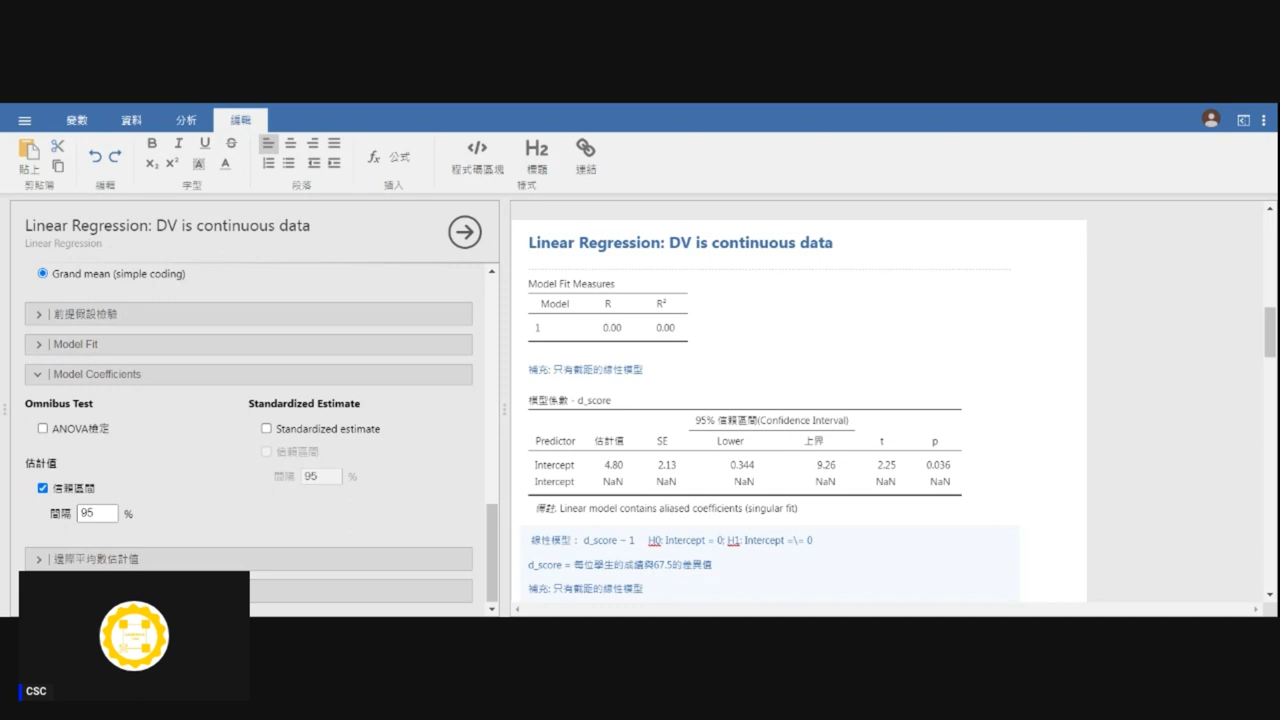 變數 資料 分析 編輯
B I U S
貼上 X₂ X² A A fx 公式 </> H2
程式碼區塊 標題 連結
剪貼簿 編輯 字型 段落 插入 樣式
Linear Regression: DV is continuous data
Linear Regression
Grand mean (simple coding)
| 前提假設檢驗
| Model Fit
| Model Coefficients
Omnibus Test Standardized Estimate
ANOVA檢定 Standardized estimate
信賴區間
估計值 間隔 95 %
信賴區間
間隔 95 %
| 邊際平均數估計值
CSC
Linear Regression: DV is continuous data
Model Fit Measures
Model R R²
1 0.00 0.00
補充: 只有截距的線性模型
模型係數 - d_score
95% 信賴區間(Confidence Interval)
Predictor 估計值 SE Lower 上界 t p
Intercept 4.80 2.13 0.344 9.26 2.25 0.036
Intercept NaN NaN NaN NaN NaN NaN
備註. Linear model contains aliased coefficients (singular fit)
線性模型： d_score ~ 1 H0: Intercept = 0; H1: Intercept =\= 0
d_score = 每位學生的成績與67.5的差異值
補充: 只有截距的線性模型